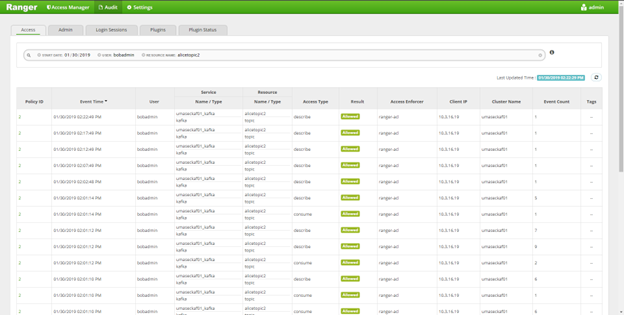 Ranger Access Manager Audit Settings admin
Access Admin Login Sessions Plugins Plugin Status
START DATE: 01/30/2019 USER: bobadmin RESOURCE NAME: alicetopic2
Last Updated Time : 01/30/2019 02:22:59 PM
Service Resource
Policy ID Event Time User Name / Type Name / Type Access Type Result Access Enforcer Client IP Cluster Name Event Count Tags
umaseckaf01_kafka alicetopic2
2 01/30/2019 02:22:49 PM bobadmin describe Allowed ranger-acl 10.3.16.19 umaseckaf01 1 --
kafka topic
umaseckaf01_kafka alicetopic2
2 01/30/2019 02:17:49 PM bobadmin describe Allowed ranger-acl 10.3.16.19 umaseckaf01 1 --
kafka topic
umaseckaf01_kafka alicetopic2
2 01/30/2019 02:12:48 PM bobadmin describe Allowed ranger-acl 10.3.16.19 umaseckaf01 1 --
kafka topic
umaseckaf01_kafka alicetopic2
2 01/30/2019 02:07:48 PM bobadmin describe Allowed ranger-acl 10.3.16.19 umaseckaf01 1 --
kafka topic
umaseckaf01_kafka alicetopic2
2 01/30/2019 02:02:48 PM bobadmin describe Allowed ranger-acl 10.3.16.19 umaseckaf01 1 --
kafka topic
umaseckaf01_kafka alicetopic2
2 01/30/2019 02:01:14 PM bobadmin describe Allowed ranger-acl 10.3.16.19 umaseckaf01 5 --
kafka topic
umaseckaf01_kafka alicetopic2
2 01/30/2019 02:01:14 PM bobadmin consume Allowed ranger-acl 10.3.16.19 umaseckaf01 1 --
kafka topic
umaseckaf01_kafka alicetopic2
2 01/30/2019 02:01:12 PM bobadmin describe Allowed ranger-acl 10.3.16.19 umaseckaf01 7 --
kafka topic
umaseckaf01_kafka alicetopic2
2 01/30/2019 02:01:12 PM bobadmin describe Allowed ranger-acl 10.3.16.19 umaseckaf01 9 --
kafka topic
umaseckaf01_kafka alicetopic2
2 01/30/2019 02:01:12 PM bobadmin consume Allowed ranger-acl 10.3.16.19 umaseckaf01 2 --
kafka topic
umaseckaf01_kafka alicetopic2
2 01/30/2019 02:01:10 PM bobadmin describe Allowed ranger-acl 10.3.16.19 umaseckaf01 6 --
kafka topic
umaseckaf01_kafka alicetopic2
2 01/30/2019 02:01:10 PM bobadmin consume Allowed ranger-acl 10.3.16.19 umaseckaf01 1 --
kafka topic
umaseckaf01_kafka alicetopic2
2 01/30/2019 02:01:10 PM bobadmin consume Allowed ranger-acl 10.3.16.19 umaseckaf01 6 --